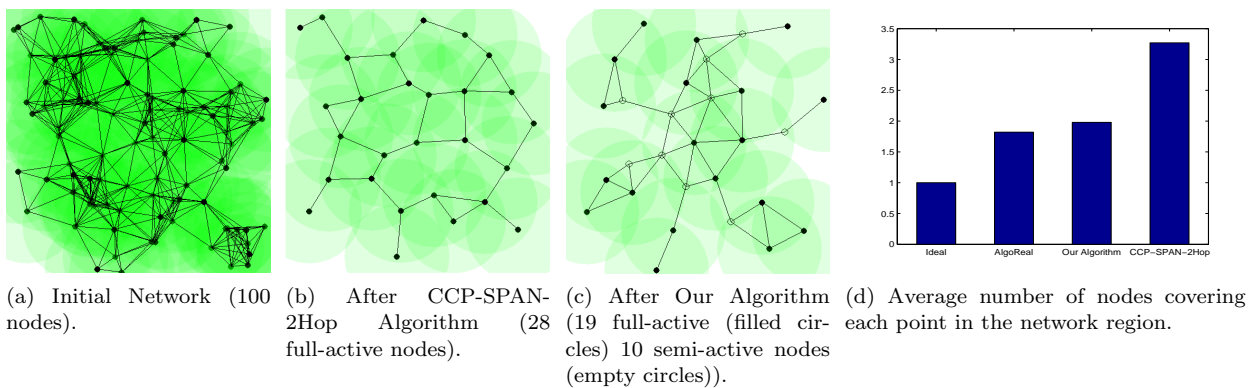 3.5
3
2.5
2
1.5
1
0.5
0
Ideal
AlgoReal
Our Algorithm
CCP−SPAN−2Hop
(a) Initial Network (100
nodes).
(b) After CCP-SPAN-
2Hop Algorithm (28
full-active nodes).
(c) After Our Algorithm
(19 full-active (filled cir-
cles) 10 semi-active nodes
(empty circles)).
(d) Average number of nodes covering
each point in the network region.